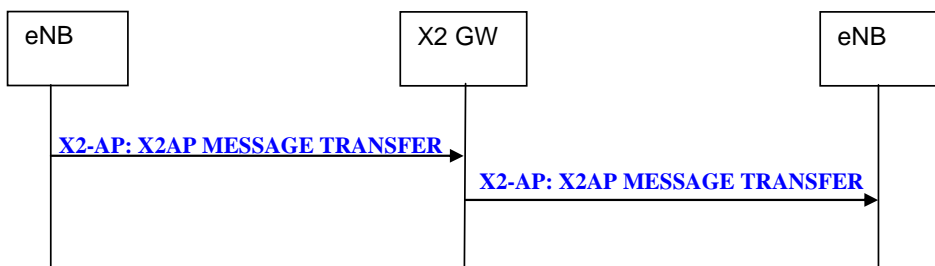 eNB
X2 GW
eNB
X2-AP: X2AP MESSAGE TRANSFER
X2-AP: X2AP MESSAGE TRANSFER